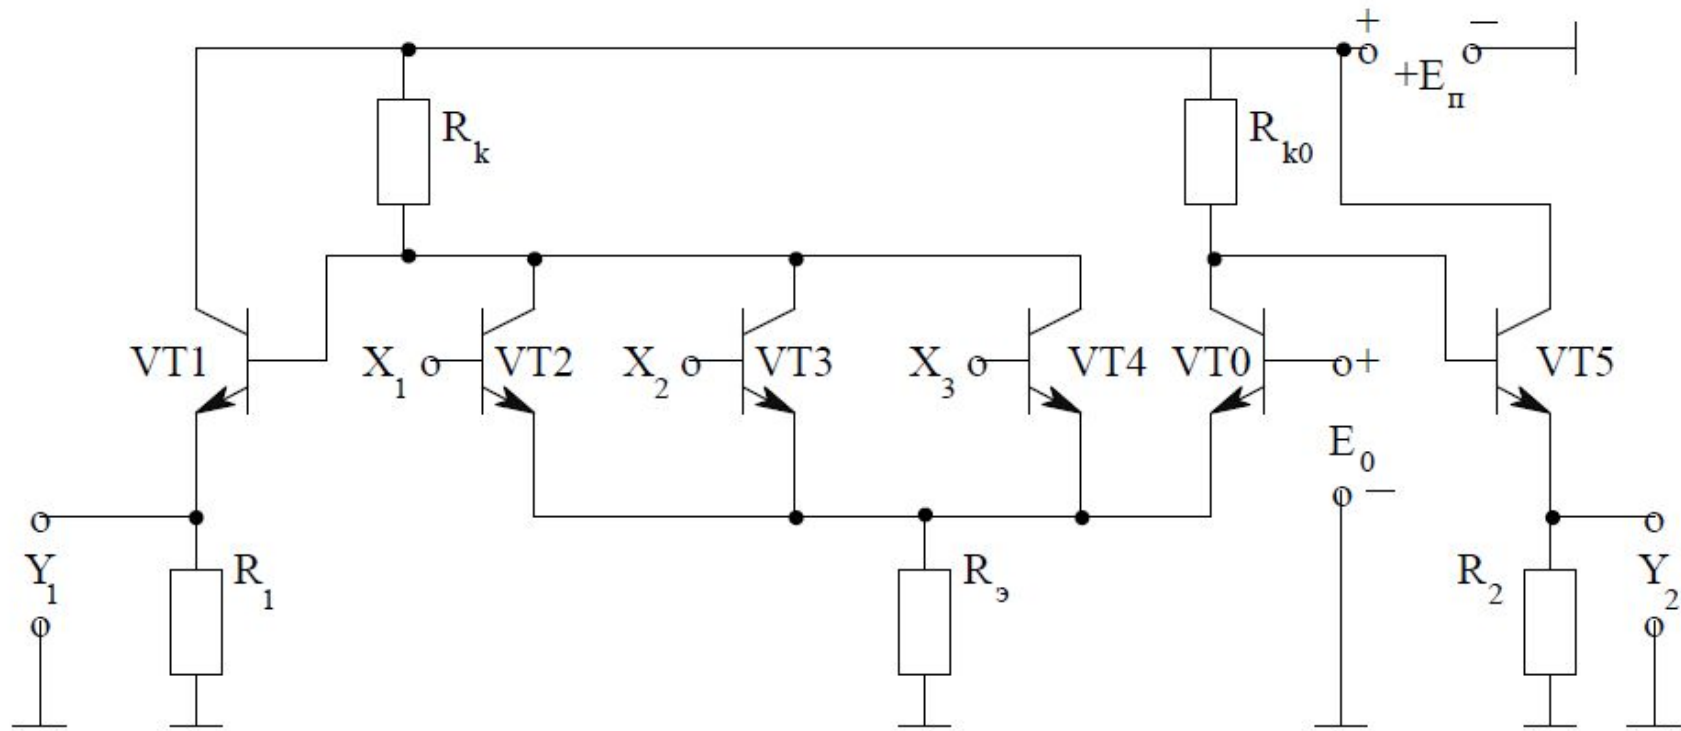 + −
+Eп
Rk Rk0
VT1 X1 VT2 X2 VT3 X3 VT4 VT0 + VT5
E0
−
Y1 R1 Rэ R2 Y2